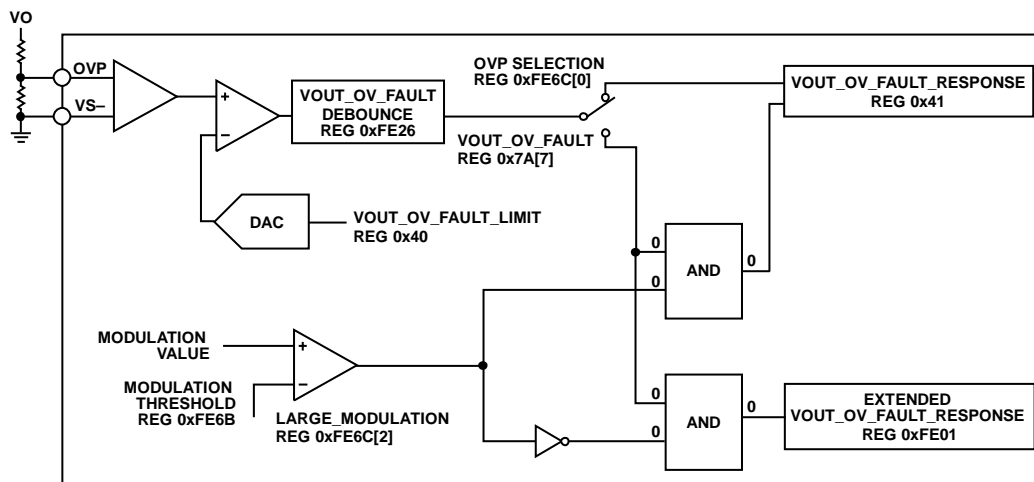 VO
OVP
VS–
+
–
VOUT_OV_FAULT
DEBOUNCE
REG 0xFE26
OVP SELECTION
REG 0xFE6C[0]
VOUT_OV_FAULT
REG 0x7A[7]
VOUT_OV_FAULT_RESPONSE
REG 0x41
DAC
VOUT_OV_FAULT_LIMIT
REG 0x40
0
0
AND
0
MODULATION
VALUE
+
–
MODULATION
THRESHOLD
REG 0xFE6B
LARGE_MODULATION
REG 0xFE6C[2]
0
0
AND
0
EXTENDED
VOUT_OV_FAULT_RESPONSE
REG 0xFE01